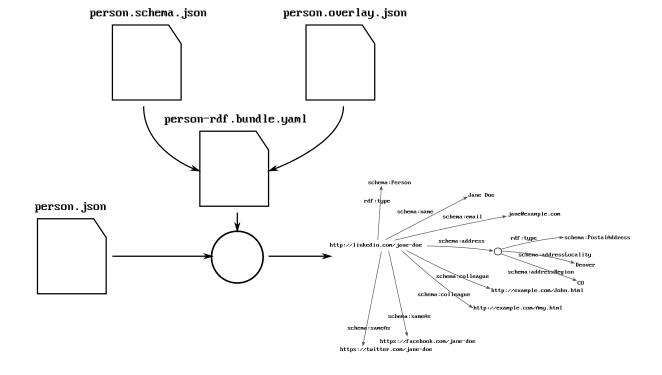 person.schema.json
person.overlay.json
person-rdf.bundle.yaml
person.json
schema:Person
rdf:type
Jane Doe
schema:name
jane@example.com
schema:email
http://linkedin.com/jane-doe
schema:address
rdf:type
schema:PostalAddress
schema:addressLocality
Denver
schema:addressRegion
CO
schema:colleague
http://example.com/John.html
schema:colleague
http://example.com/Amy.html
schema:sameAs
schema:sameAs
https://facebook.com/jane-doe
https://twitter.com/jane-doe